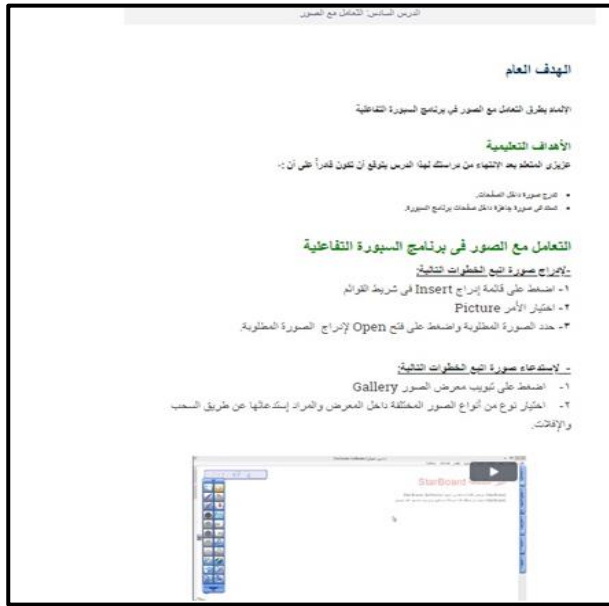 الدرس السادس: التعامل مع الصور
الهدف العام
الإلمام بطرق التعامل مع الصور في برنامج السبورة التفاعلية
الأهداف التعليمية
عزيزى المتعلم بعد الانتهاء من دراستك لهذا الدرس يتوقع أن تكون قادراً على أن :-
تدرج صورة داخل الصفحات.
تستدعى صورة جاهزة داخل صفحات برنامج السبورة.
التعامل مع الصور فى برنامج السبورة التفاعلية
-لإدراج صورة اتبع الخطوات التالية:
١- اضغط على قائمة إدراج Insert فى شريط القوائم
٢- اختيار الأمر Picture
٣- حدد الصورة المطلوبة واضغط على فتح Open لإدراج الصورة المطلوبة.
- لإستدعاء صورة اتبع الخطوات التالية:
١- اضغط على تبويب معرض الصور Gallery
٢- اختيار نوع من أنواع الصور المختلفة داخل المعرض والمراد إستدعائها عن طريق السحب
والإفلات.
StarBoard